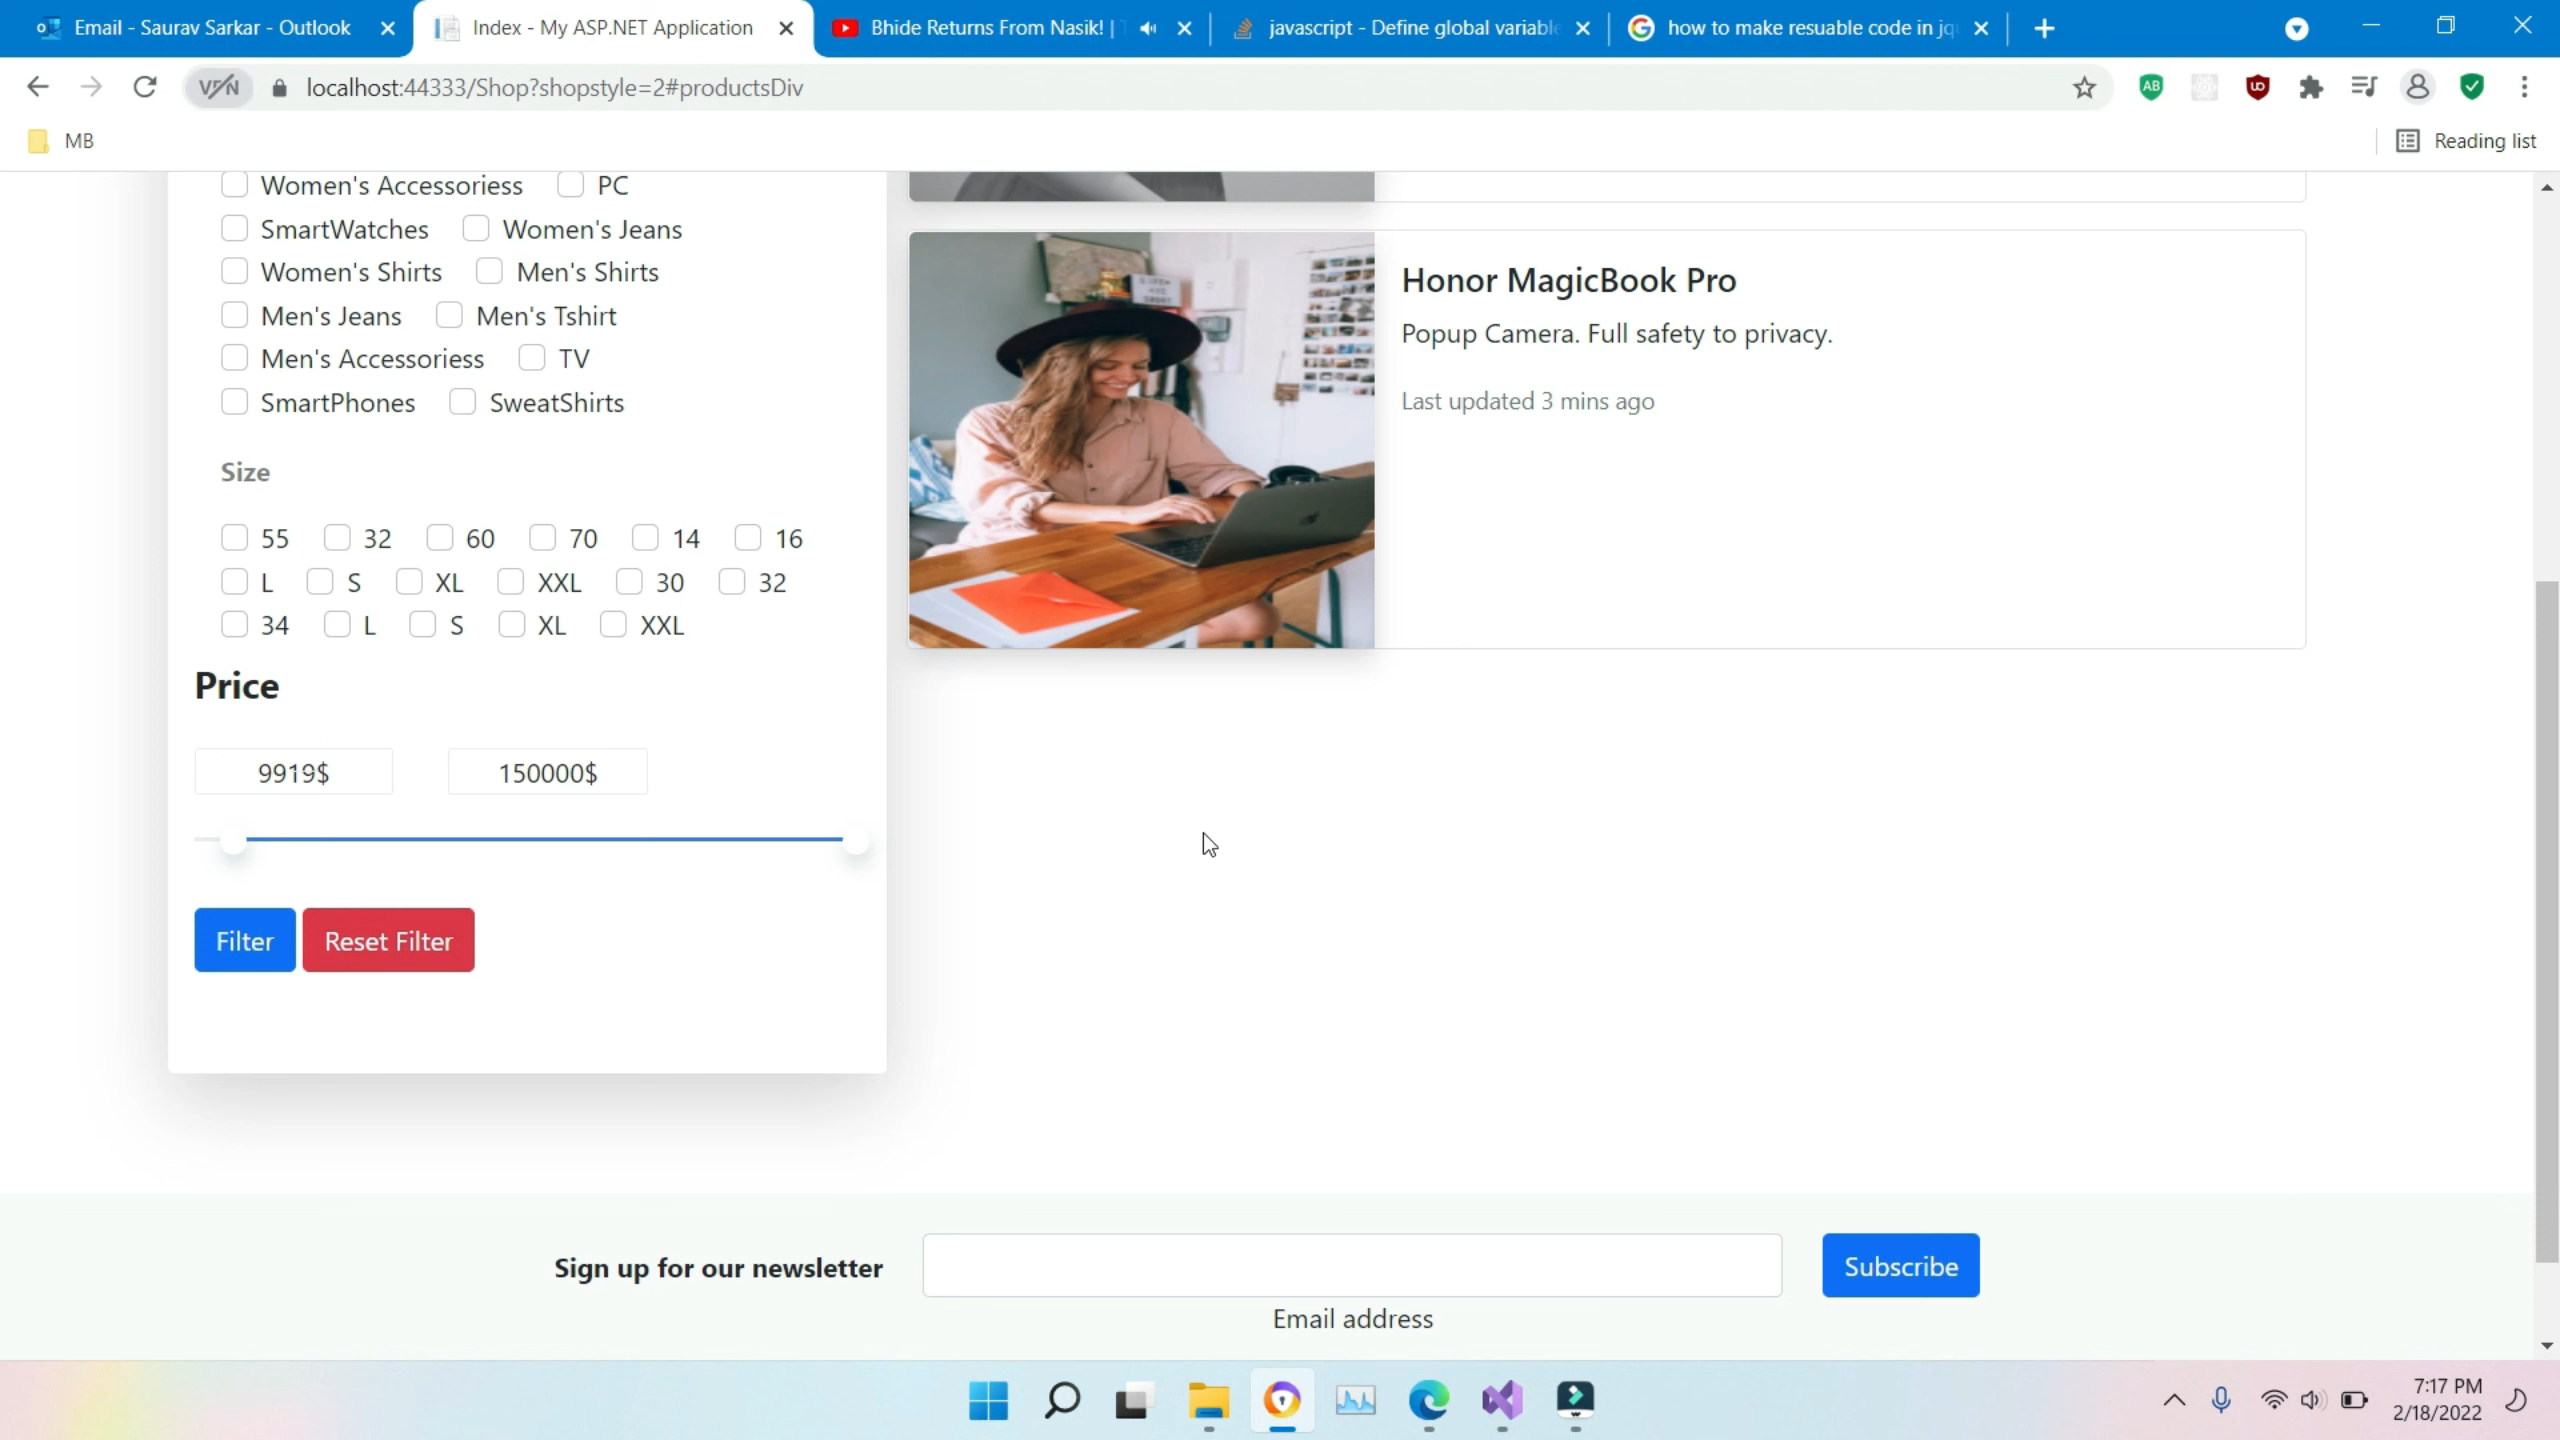 Email - Saurav Sarkar - Outlook
Index - My ASP.NET Application
Bhide Returns From Nasik! |
javascript - Define global variable
how to make resuable code in jq
VPN
localhost:44333/Shop?shopstyle=2#productsDiv
AB
MB
Reading list
Women's Accessoriess PC
SmartWatches Women's Jeans
Women's Shirts Men's Shirts
Men's Jeans Men's Tshirt
Men's Accessoriess TV
SmartPhones SweatShirts
Size
55 32 60 70 14 16
L S XL XXL 30 32
34 L S XL XXL
Price
9919$ 150000$
Filter Reset Filter
Honor MagicBook Pro
Popup Camera. Full safety to privacy.
Last updated 3 mins ago
Sign up for our newsletter
Subscribe
Email address
7:17 PM
2/18/2022